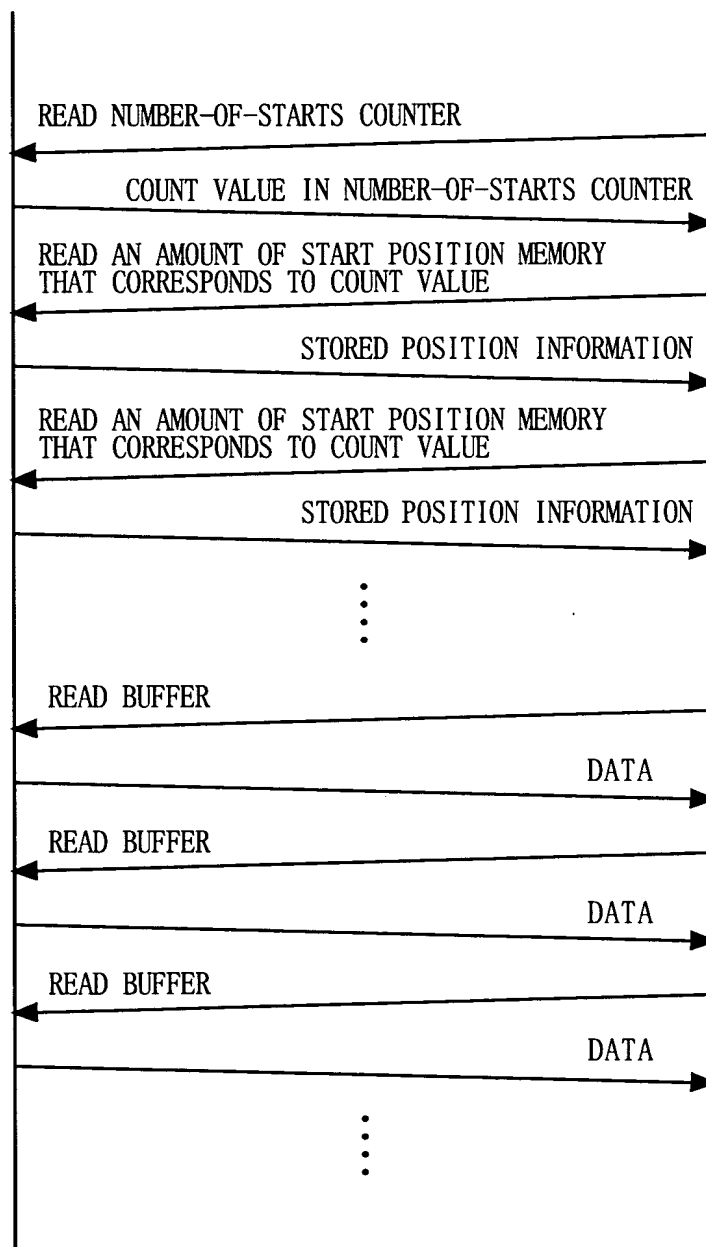 READ NUMBER-OF-STARTS COUNTER
COUNT VALUE IN NUMBER-OF-STARTS COUNTER
READ AN AMOUNT OF START POSITION MEMORY
THAT CORRESPONDS TO COUNT VALUE
STORED POSITION INFORMATION
READ AN AMOUNT OF START POSITION MEMORY
THAT CORRESPONDS TO COUNT VALUE
STORED POSITION INFORMATION
READ BUFFER
DATA
READ BUFFER
DATA
READ BUFFER
DATA